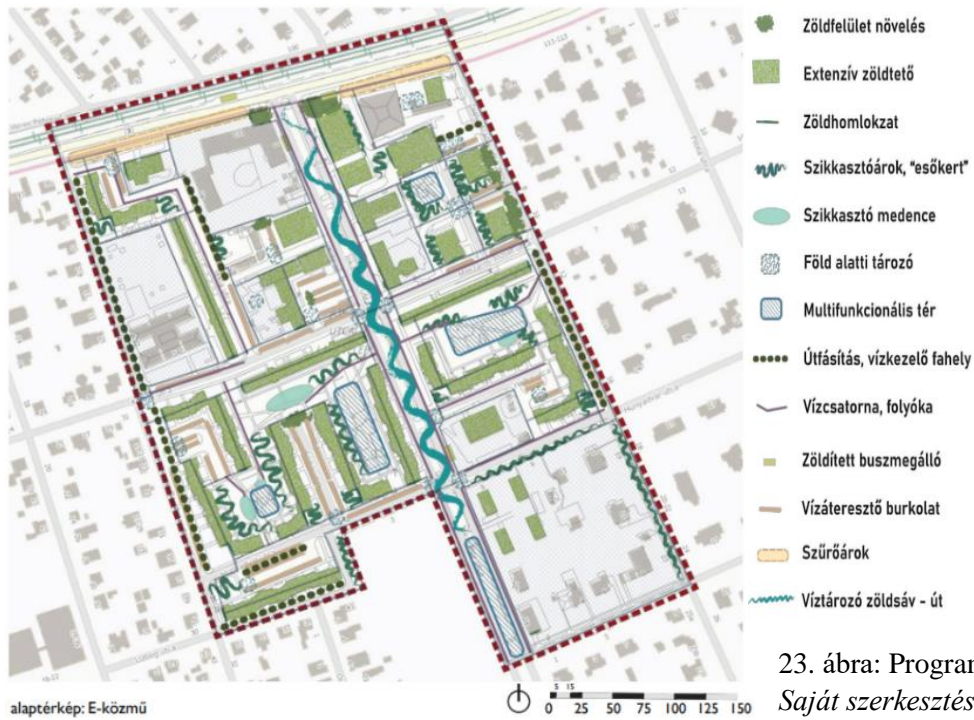 Zöldfelület növelés
Extenzív zöldtető
Zöldhomlokzat
Szikkasztóárok, "esőkert"
Szikkasztó medence
Föld alatti tározó
Multifunkcionális tér
Útfásítás, vízkezelő fahely
Vízcsatorna, folyóka
Zöldített buszmegálló
Vízáteresztő burkolat
Szűrőárok
Víztározó zöldsáv - út
23. ábra: Program
Saját szerkesztés
alaptérkép: E-közmű
5 15
0 25 50 75 100 125 150